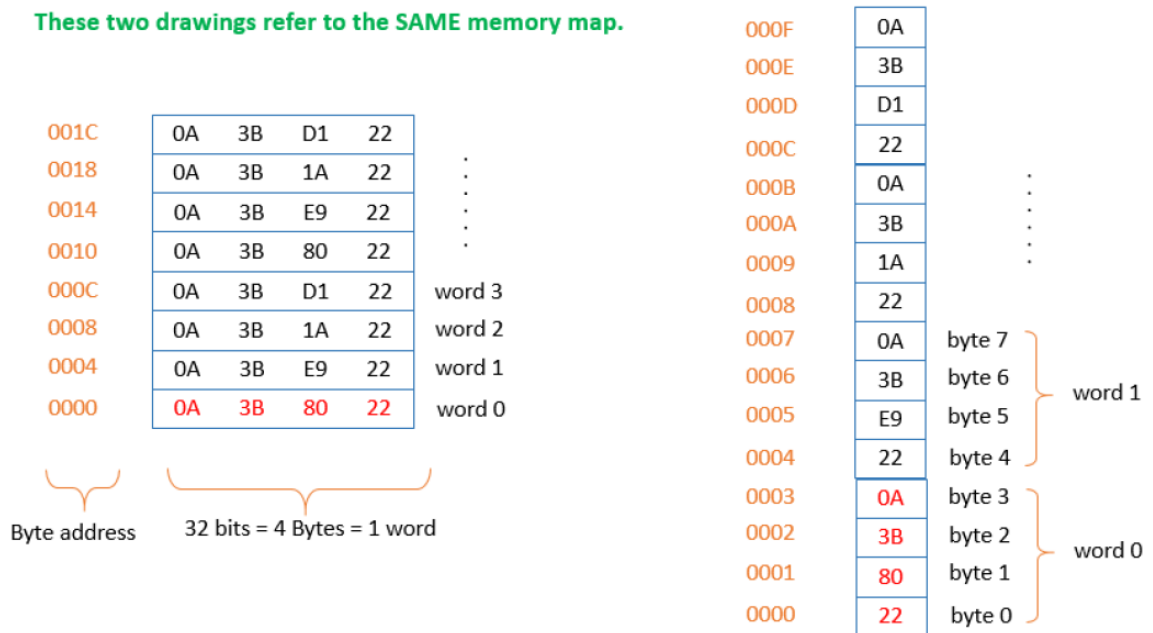 These two drawings refer to the SAME memory map.
001C 0A 3B D1 22
0018 0A 3B 1A 22
0014 0A 3B E9 22
0010 0A 3B 80 22
000C 0A 3B D1 22 word 3
0008 0A 3B 1A 22 word 2
0004 0A 3B E9 22 word 1
0000 0A 3B 80 22 word 0
Byte address
32 bits = 4 Bytes = 1 word
000F 0A
000E 3B
000D D1
000C 22
000B 0A
000A 3B
0009 1A
0008 22
0007 0A byte 7
0006 3B byte 6
word 1
0005 E9 byte 5
0004 22 byte 4
0003 0A byte 3
0002 3B byte 2
word 0
0001 80 byte 1
0000 22 byte 0